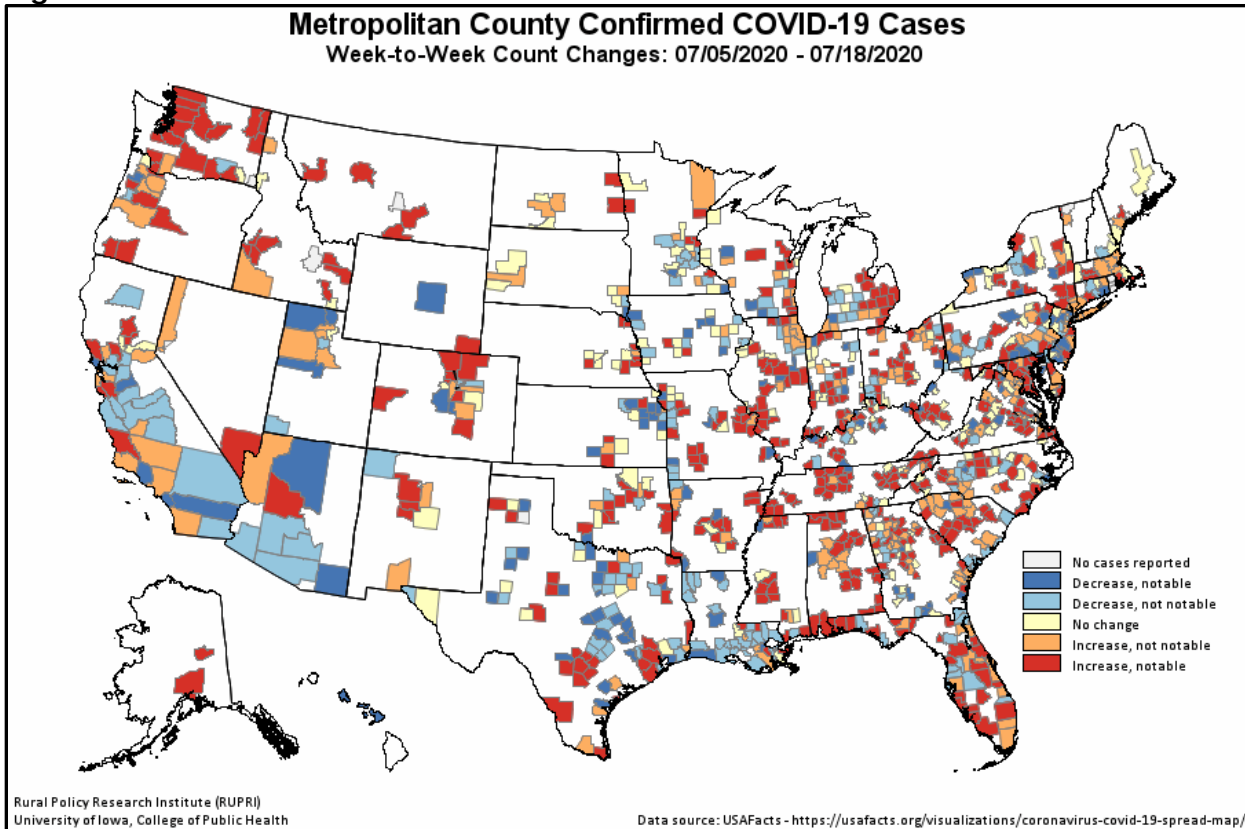 Metropolitan County Confirmed COVID-19 Cases
Week-to-Week Count Changes: 07/05/2020 - 07/18/2020
No cases reported
Decrease, notable
Decrease, not notable
No change
Increase, not notable
Increase, notable
Rural Policy Research Institute (RUPRI)
University of Iowa, College of Public Health
Data source: USAFacts - https://usafacts.org/visualizations/coronavirus-covid-19-spread-map/